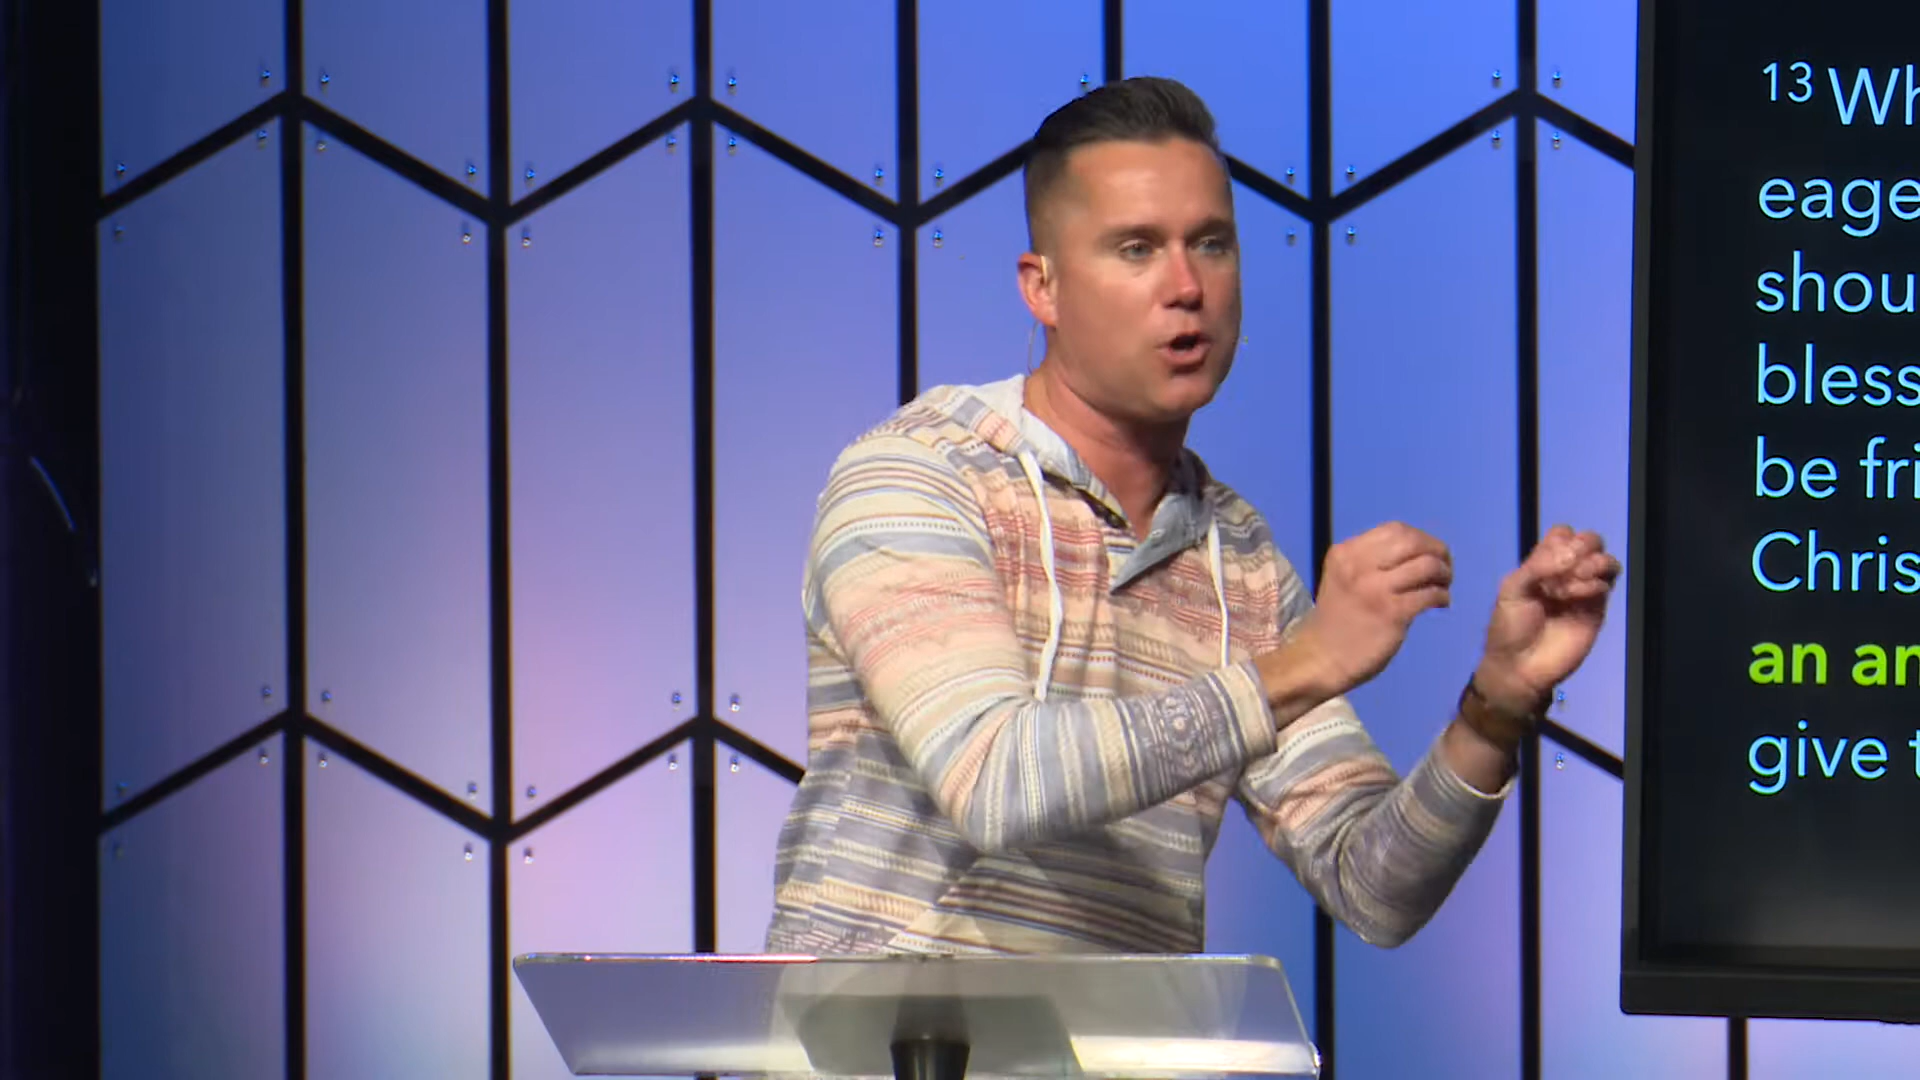 13 Wh
eage
shou
bless
be fri
Chris
an an
give t